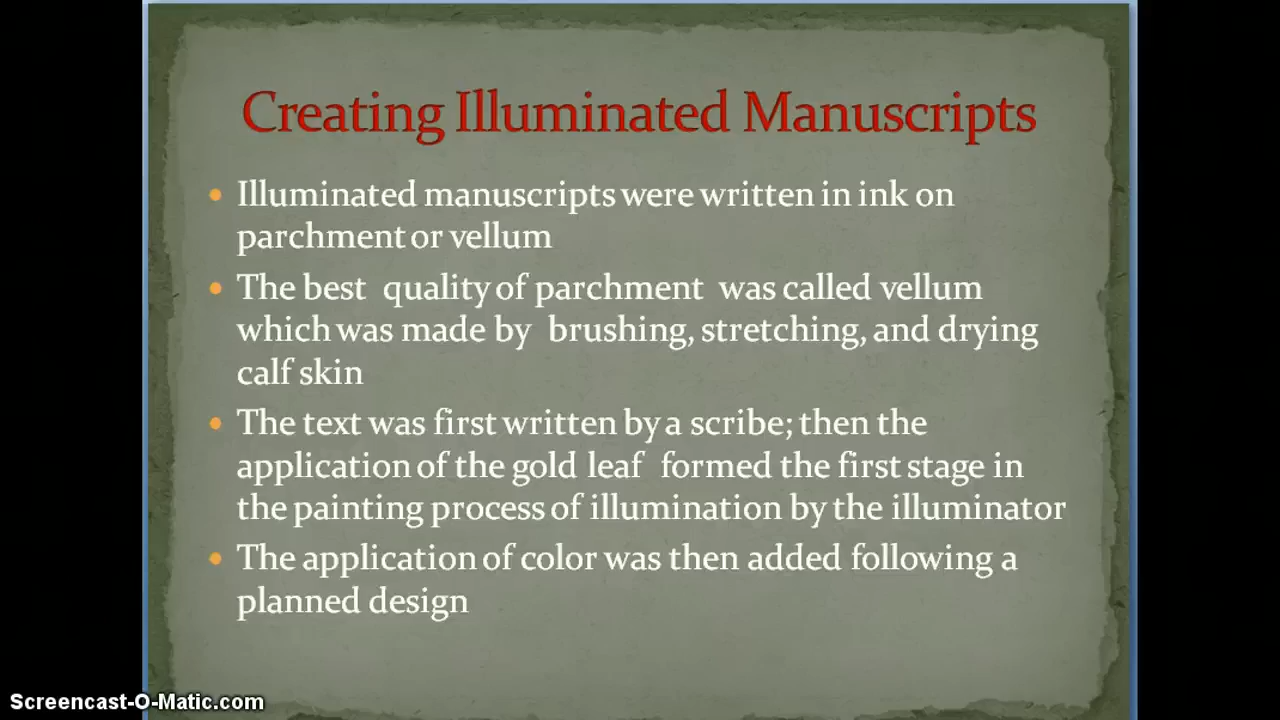 Creating Illuminated Manuscripts
• Illuminated manuscripts were written in ink on
parchment or vellum
• The best quality of parchment was called vellum
which was made by brushing, stretching, and drying
calf skin
• The text was first written by a scribe; then the
application of the gold leaf formed the first stage in
the painting process of illumination by the illuminator
• The application of color was then added following a
planned design
Screencast-O-Matic.com